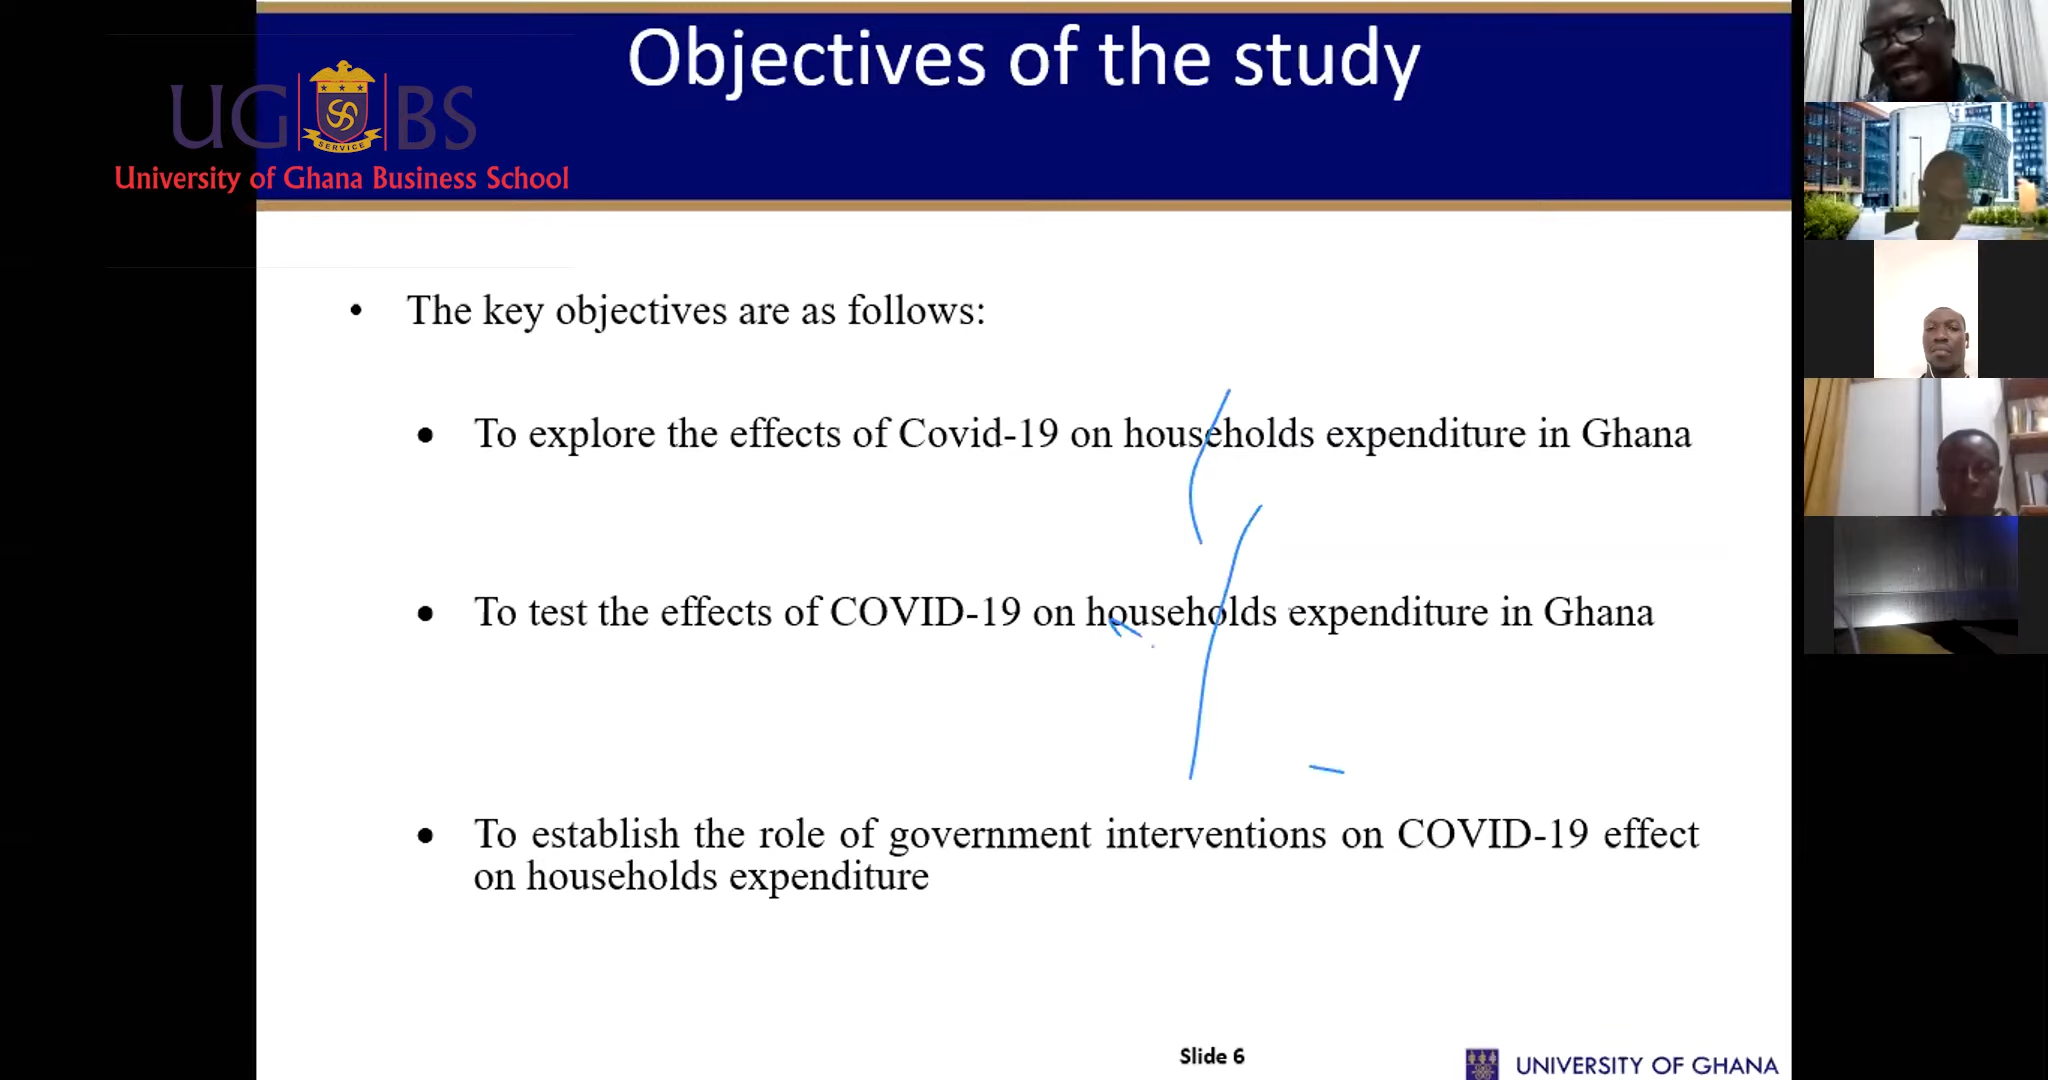 Objectives of the study
UG BS
SERVICE
University of Ghana Business School
• The key objectives are as follows:
● To explore the effects of Covid-19 on households expenditure in Ghana
● To test the effects of COVID-19 on households expenditure in Ghana
● To establish the role of government interventions on COVID-19 effect
on households expenditure
Slide 6
UNIVERSITY OF GHANA